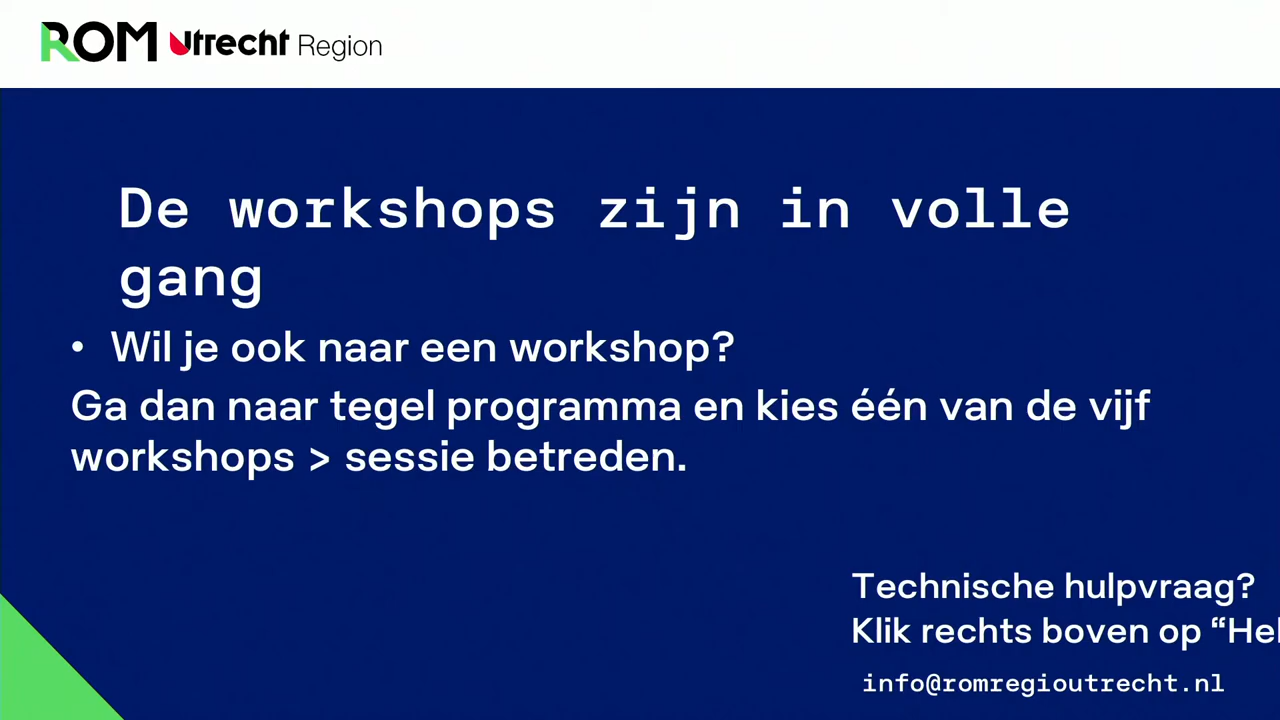 ROM Utrecht Region
De workshops zijn in volle
gang
• Wil je ook naar een workshop?
Ga dan naar tegel programma en kies één van de vijf
workshops > sessie betreden.
Technische hulpvraag?
Klik rechts boven op
info@romregioutrecht.nl